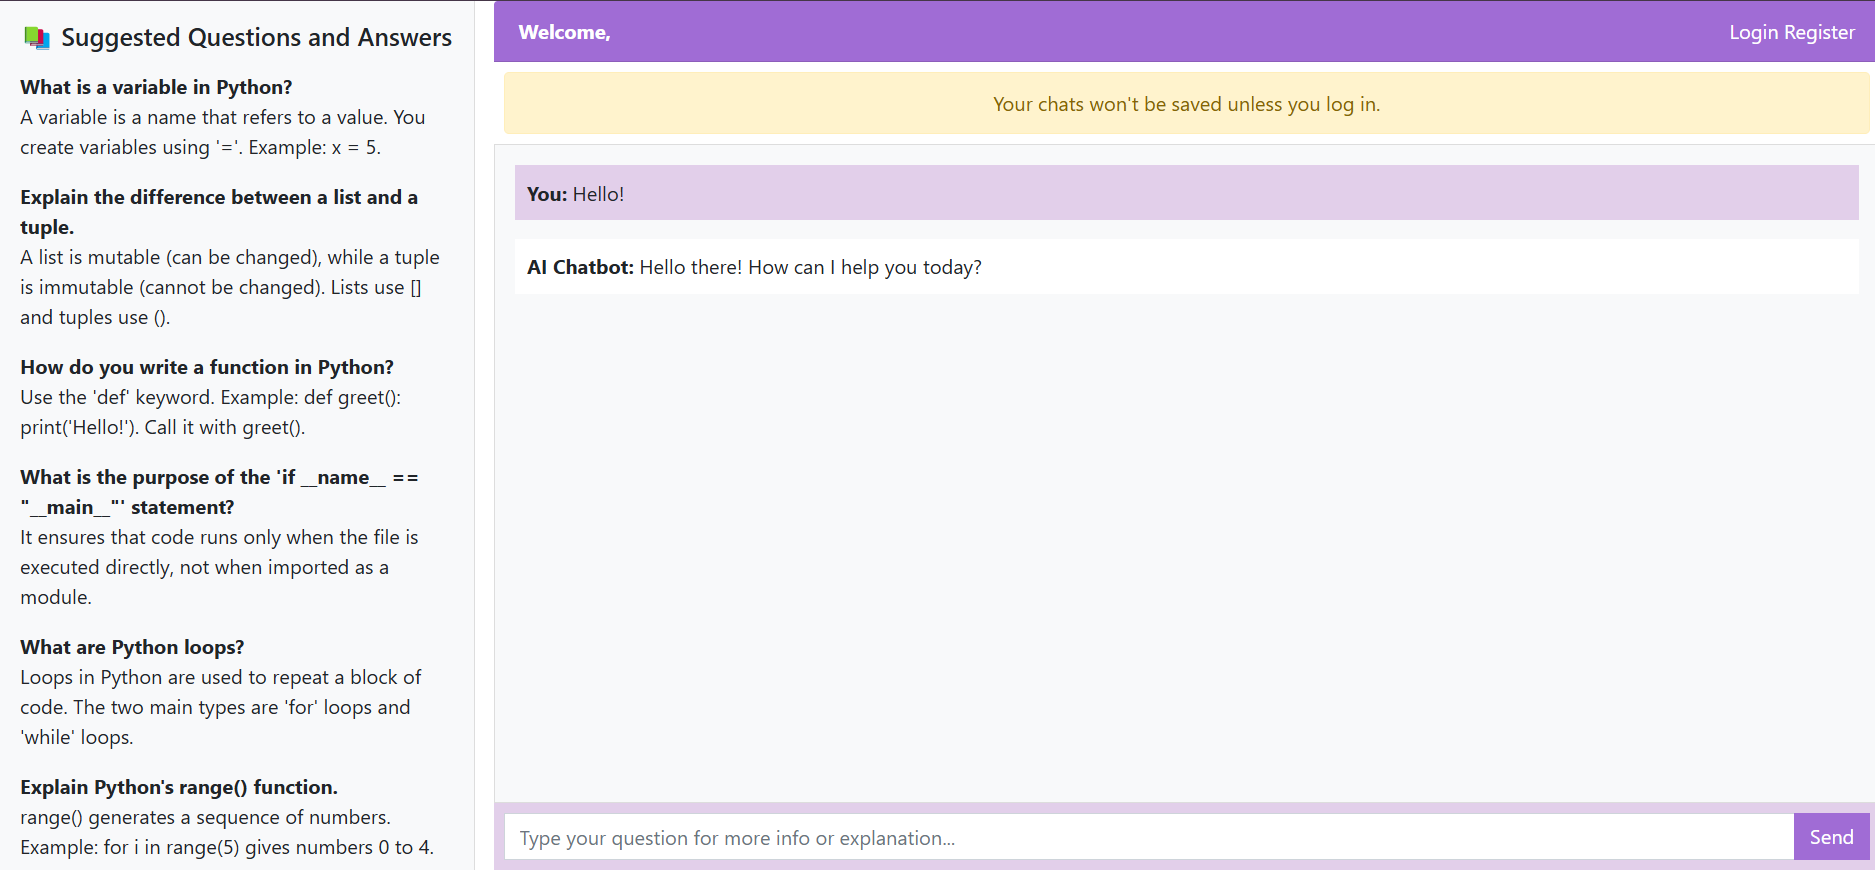 Suggested Questions and Answers
What is a variable in Python?
A variable is a name that refers to a value. You
create variables using '='. Example: x = 5.
Explain the difference between a list and a
tuple.
A list is mutable (can be changed), while a tuple
is immutable (cannot be changed). Lists use []
and tuples use ().
How do you write a function in Python?
Use the 'def' keyword. Example: def greet():
print('Hello!'). Call it with greet().
What is the purpose of the 'if __name__ ==
"__main__"' statement?
It ensures that code runs only when the file is
executed directly, not when imported as a
module.
What are Python loops?
Loops in Python are used to repeat a block of
code. The two main types are 'for' loops and
'while' loops.
Explain Python's range() function.
range() generates a sequence of numbers.
Example: for i in range(5) gives numbers 0 to 4.
Welcome,
Login Register
Your chats won't be saved unless you log in.
You: Hello!
AI Chatbot: Hello there! How can I help you today?
Type your question for more info or explanation...
Send